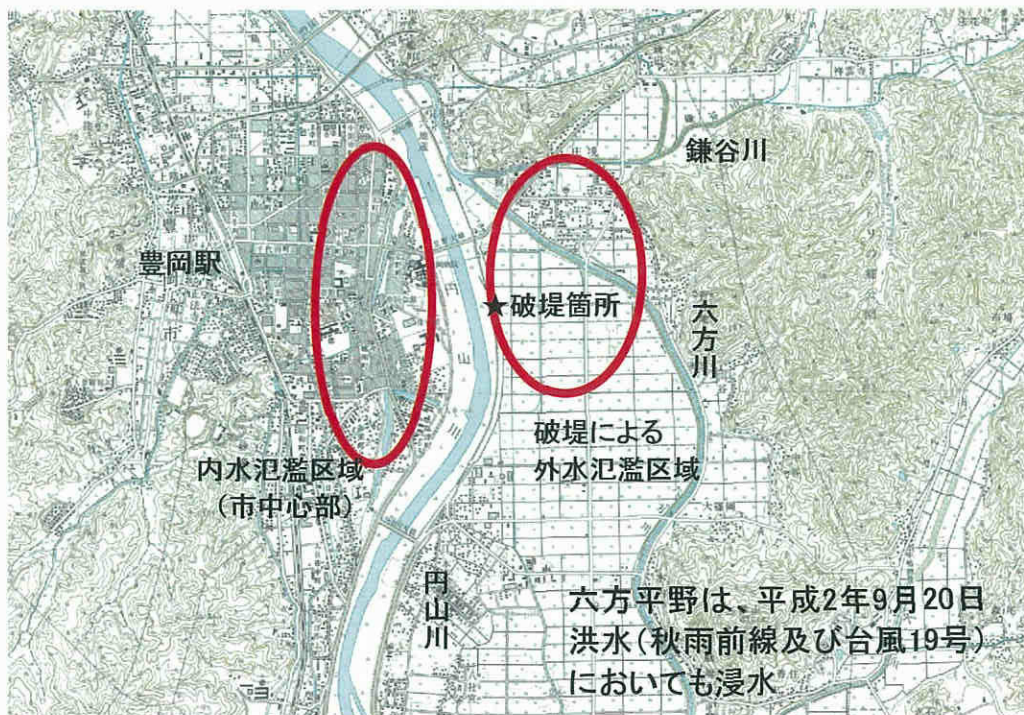 鎌谷川
豊岡駅
★破堤箇所
六方川
破堤による
外水氾濫区域
内水氾濫区域
(市中心部)
円山川
六方平野は、平成2年9月20日
洪水(秋雨前線及び台風19号)
においても浸水